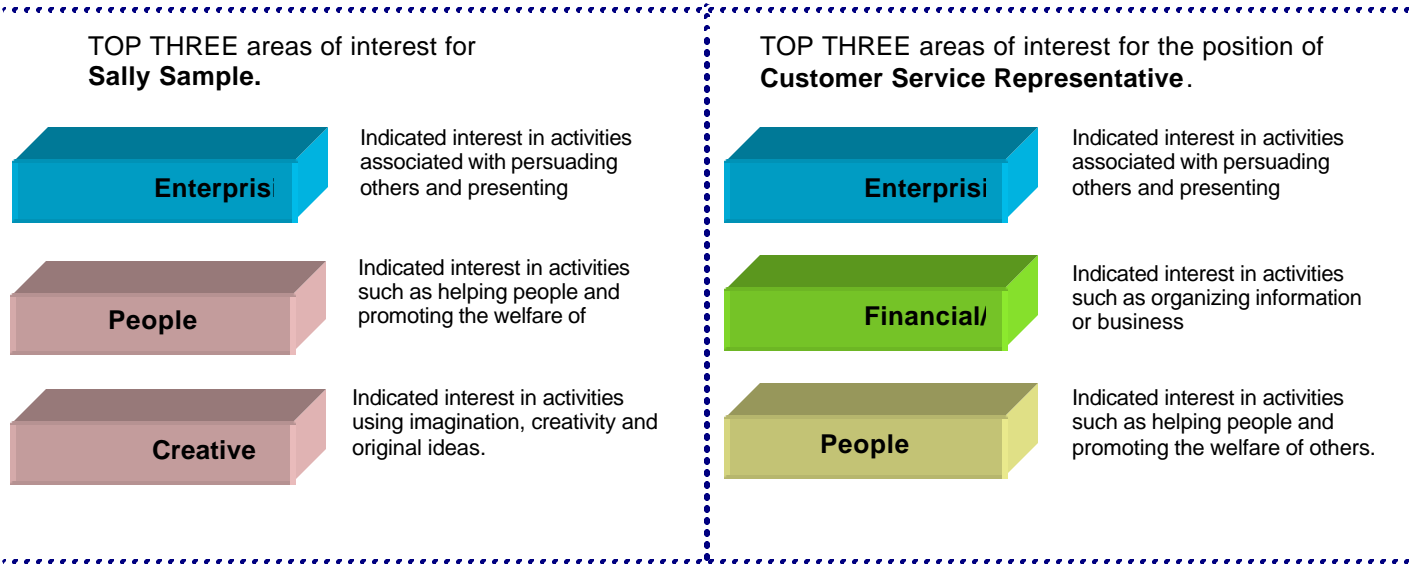 TOP THREE areas of interest for
Sally Sample.
Enterprisi
Indicated interest in activities
associated with persuading
others and presenting
People
Indicated interest in activities
such as helping people and
promoting the welfare of
Creative
Indicated interest in activities
using imagination, creativity and
original ideas.
TOP THREE areas of interest for the position of
Customer Service Representative.
Enterprisi
Indicated interest in activities
associated with persuading
others and presenting
Financial/
Indicated interest in activities
such as organizing information
or business
People
Indicated interest in activities
such as helping people and
promoting the welfare of others.